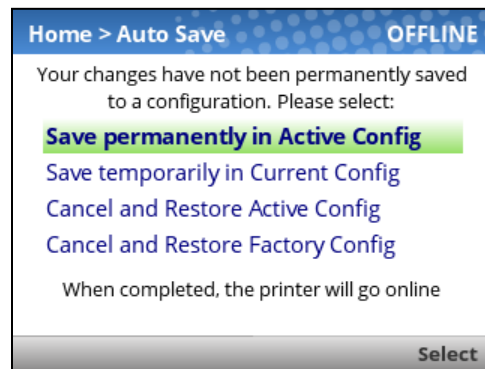 Home > Auto Save OFFLINE
Your changes have not been permanently saved
to a configuration. Please select:
Save permanently in Active Config
Save temporarily in Current Config
Cancel and Restore Active Config
Cancel and Restore Factory Config
When completed, the printer will go online
Select